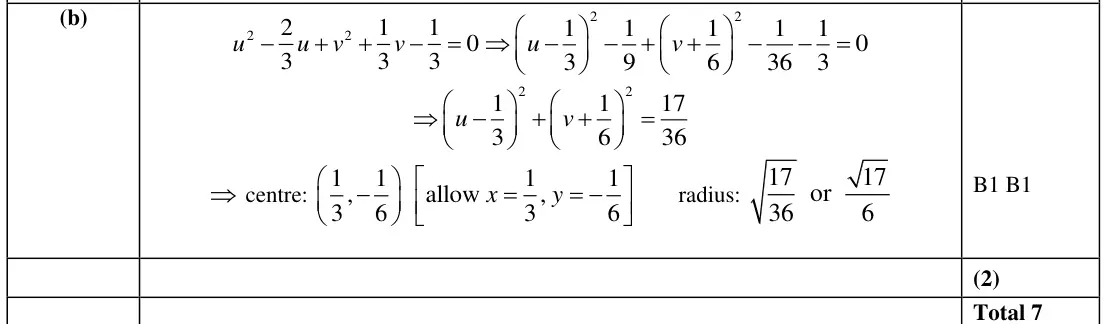 (b) u² − 2/3 u + v² + 1/3 v − 1/3 = 0 ⇒ (u − 1/3)² − 1/9 + (v + 1/6)² − 1/36 − 1/3 = 0
⇒ (u − 1/3)² + (v + 1/6)² = 17/36
⇒ centre: (1/3, −1/6) [allow x = 1/3, y = −1/6] radius: √(17/36) or √17/6 B1 B1
(2)
Total 7